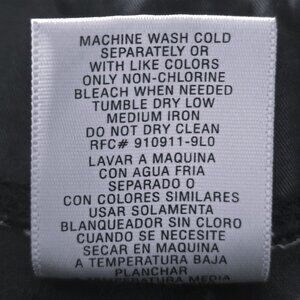 MACHINE WASH COLD
SEPARATELY OR
WITH LIKE COLORS
ONLY NON-CHLORINE
BLEACH WHEN NEEDED
TUMBLE DRY LOW
MEDIUM IRON
DO NOT DRY CLEAN
RFC# 910911-9L0
LAVAR A MAQUINA
CON AGUA FRIA
SEPARADO O
CON COLORES SIMILARES
USAR SOLAMENTA
BLANQUEADOR SIN CLORO
CUANDO SE NECESITE
SECAR EN MAQUINA
A TEMPERATURA BAJA
PLANCHAR
A TEMPERATURA MEDIA